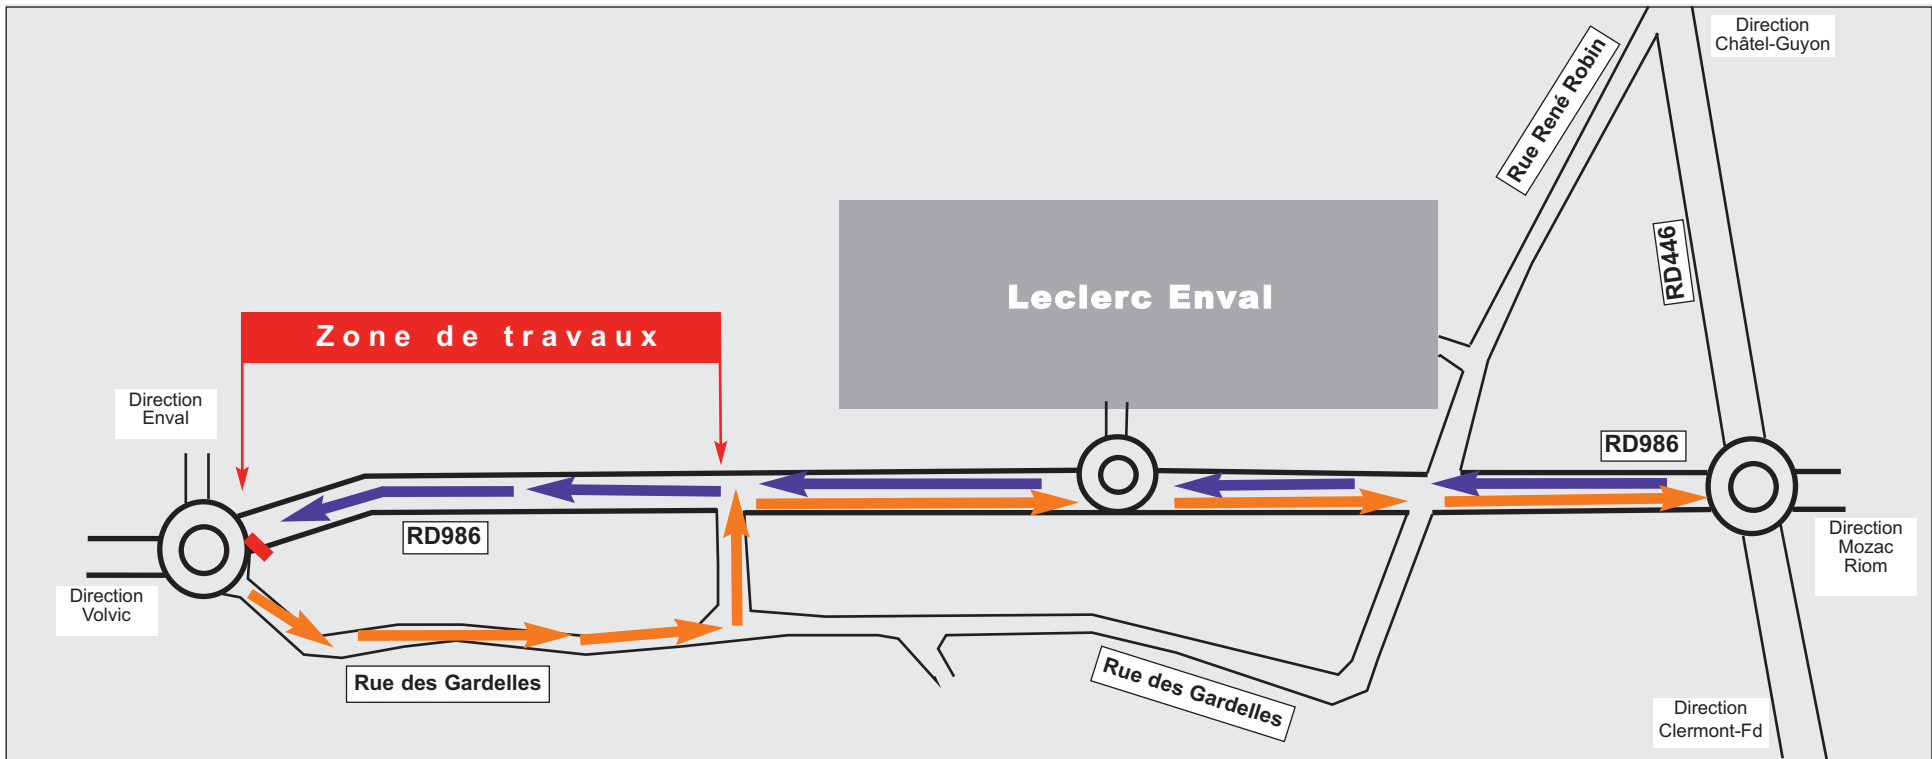 Direction
Châtel-Guyon
Rue René Robin
RD446
Leclerc Enval
Zone de travaux
Direction
Enval
RD986
RD986
Direction
Mozac
Riom
Direction
Volvic
Rue des Gardelles
Rue des Gardelles
Direction
Clermont-Fd